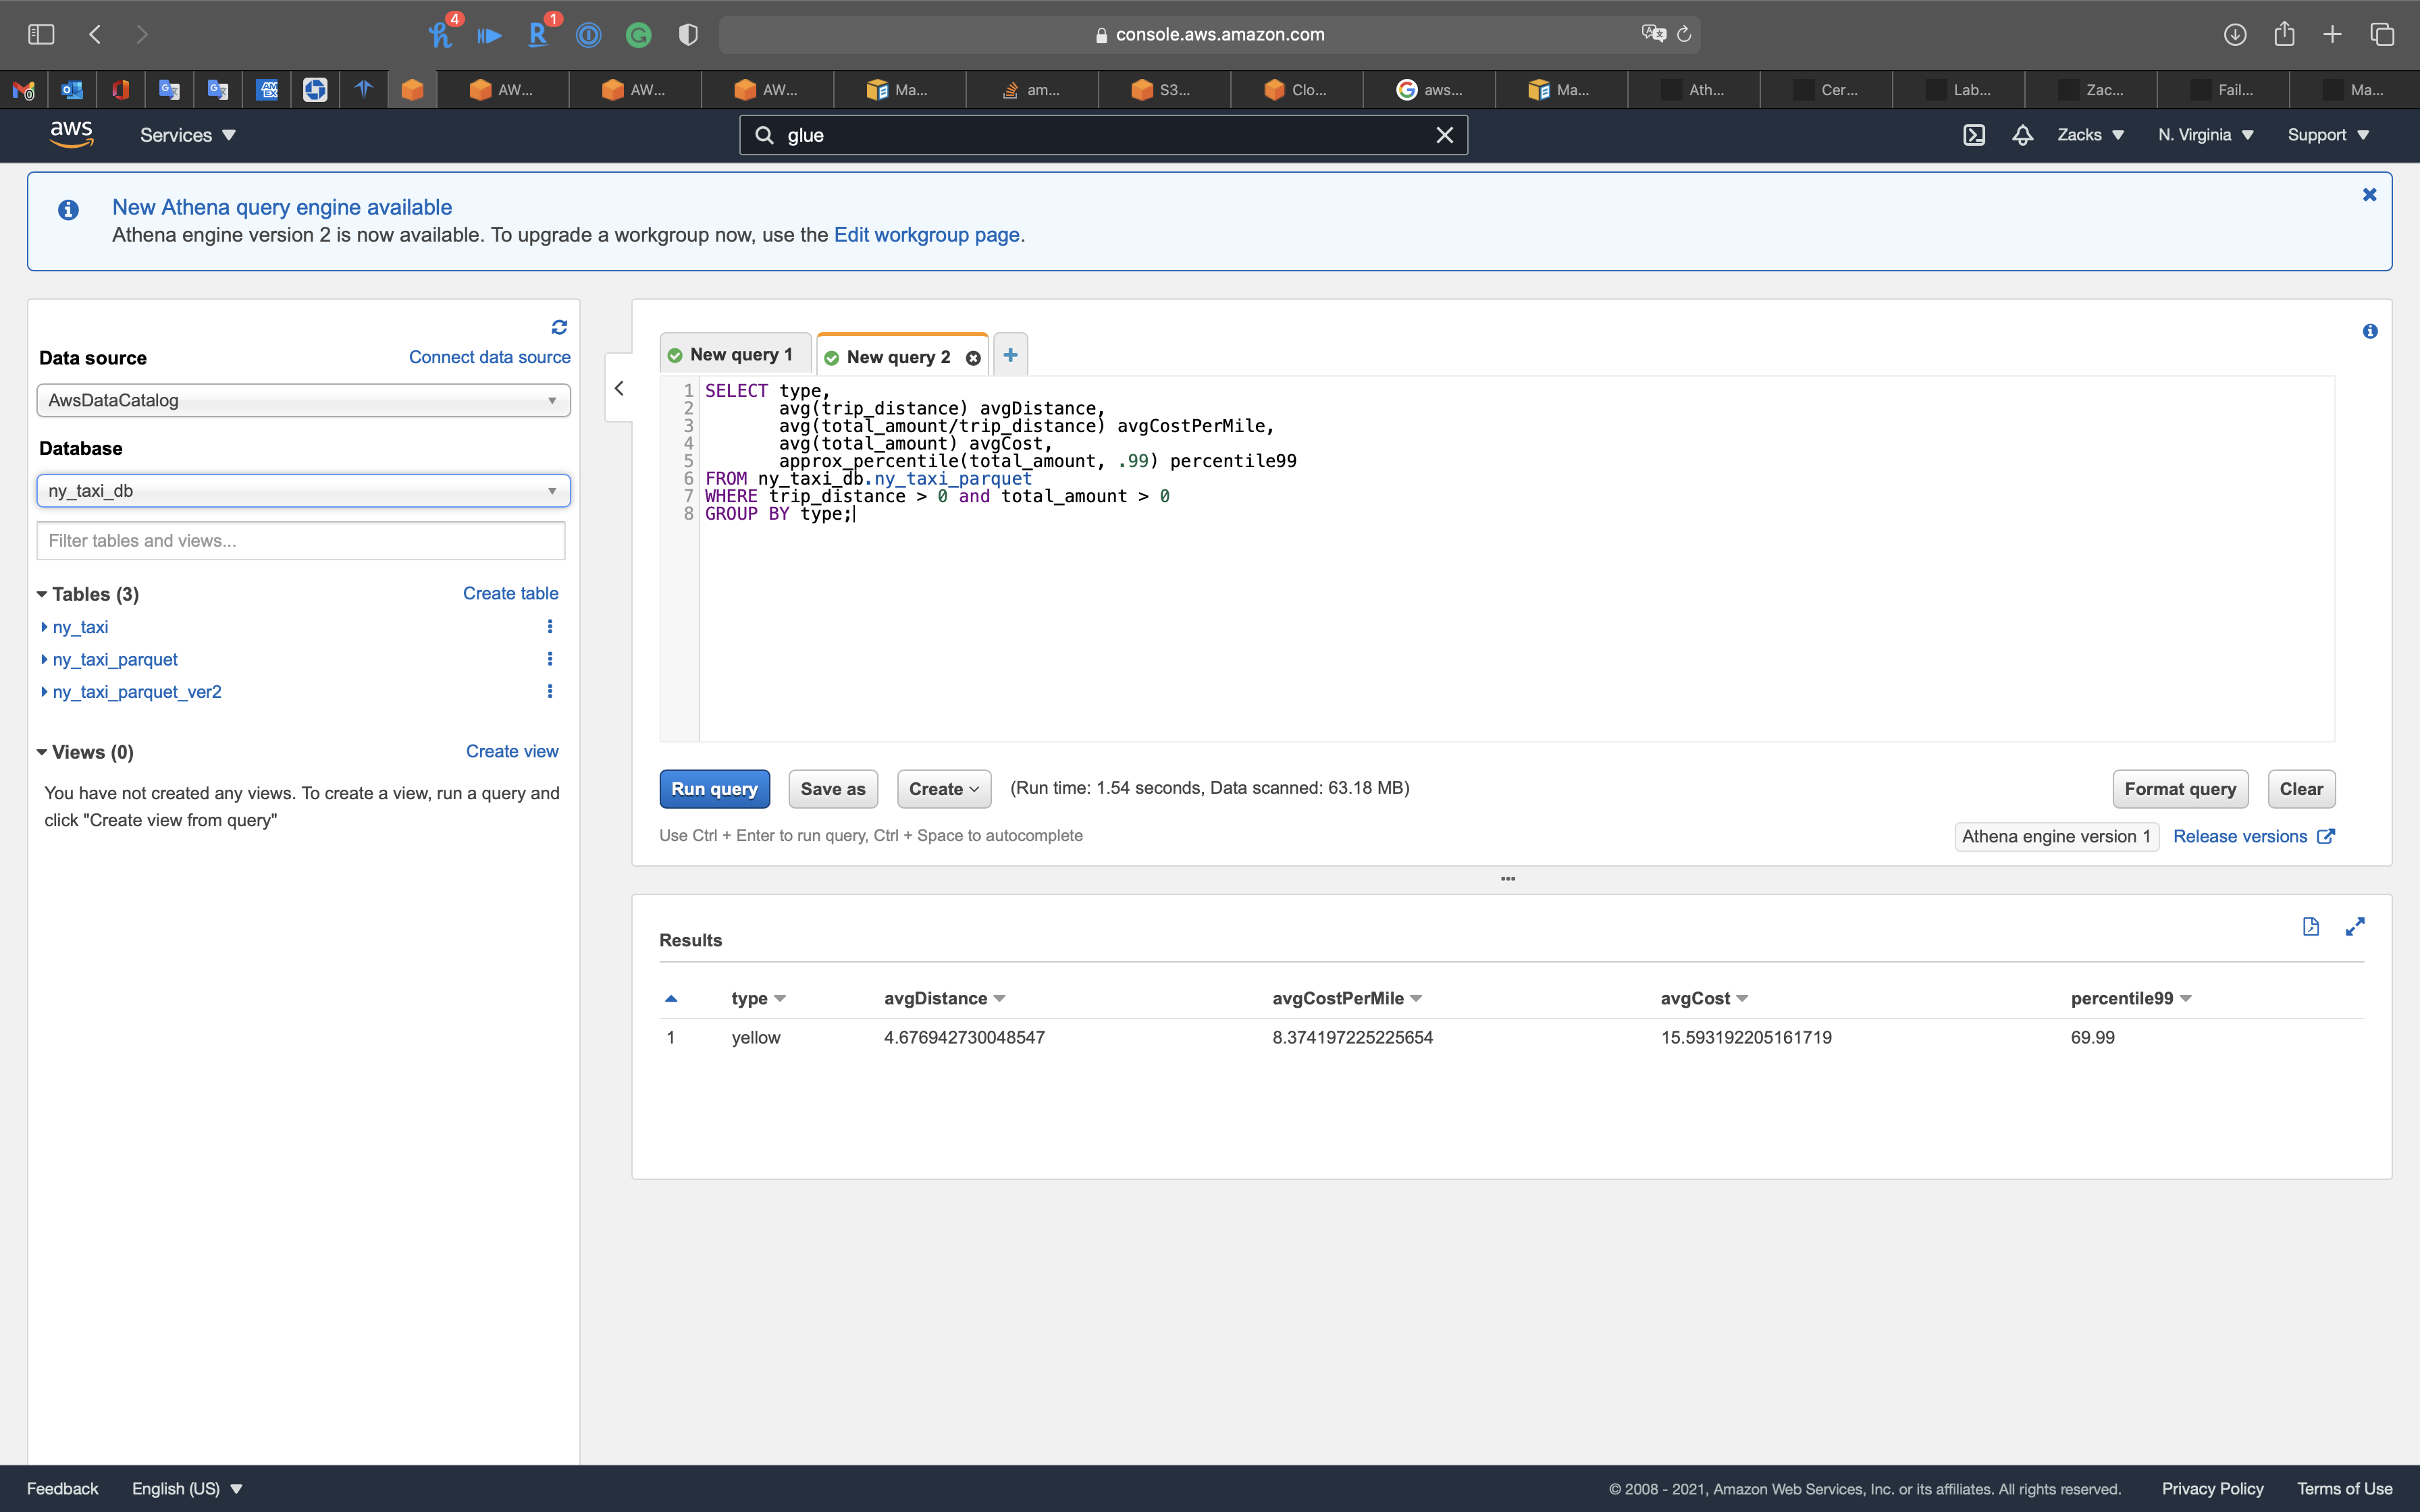 4
1
console.aws.amazon.com
AW...
AW...
AW...
Ma...
am...
S3...
Clo...
aws...
Ma...
Ath...
Cer...
Lab...
Zac...
Fail...
Ma...
aws
Services
glue
Zacks
N. Virginia
Support
New Athena query engine available
Athena engine version 2 is now available. To upgrade a workgroup now, use the Edit workgroup page.
Data source
Connect data source
AwsDataCatalog
Database
ny_taxi_db
Filter tables and views...
Tables (3)
Create table
ny_taxi
ny_taxi_parquet
ny_taxi_parquet_ver2
Views (0)
Create view
You have not created any views. To create a view, run a query and
click "Create view from query"
New query 1
New query 2
1 SELECT type,
2 avg(trip_distance) avgDistance,
3 avg(total_amount/trip_distance) avgCostPerMile,
4 avg(total_amount) avgCost,
5 approx_percentile(total_amount, .99) percentile99
6 FROM ny_taxi_db.ny_taxi_parquet
7 WHERE trip_distance > 0 and total_amount > 0
8 GROUP BY type;
Run query
Save as
Create
(Run time: 1.54 seconds, Data scanned: 63.18 MB)
Format query
Clear
Use Ctrl + Enter to run query, Ctrl + Space to autocomplete
Athena engine version 1
Release versions
Results
type avgDistance avgCostPerMile avgCost percentile99
1 yellow 4.676942730048547 8.374197225225654 15.593192205161719 69.99
Feedback
English (US)
© 2008 - 2021, Amazon Web Services, Inc. or its affiliates. All rights reserved.
Privacy Policy
Terms of Use